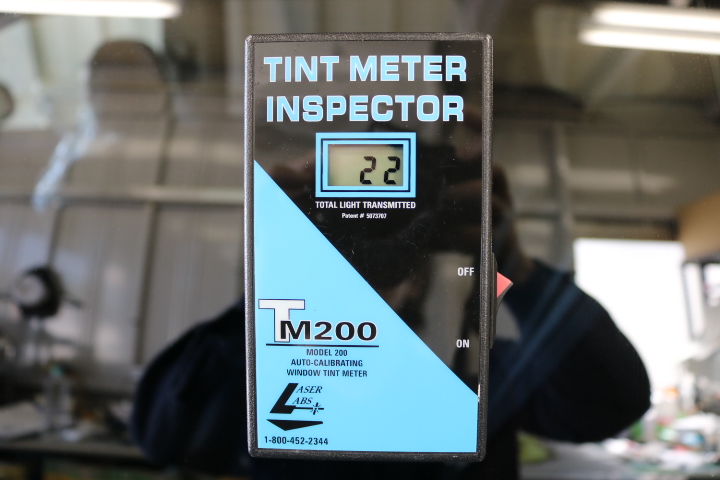 TINT METER
INSPECTOR
22
TOTAL LIGHT TRANSMITTED
Patent # 5073707
OFF
TM200
ON
MODEL 200
AUTO-CALIBRATING
WINDOW TINT METER
LASER
LABS
1-800-452-2344